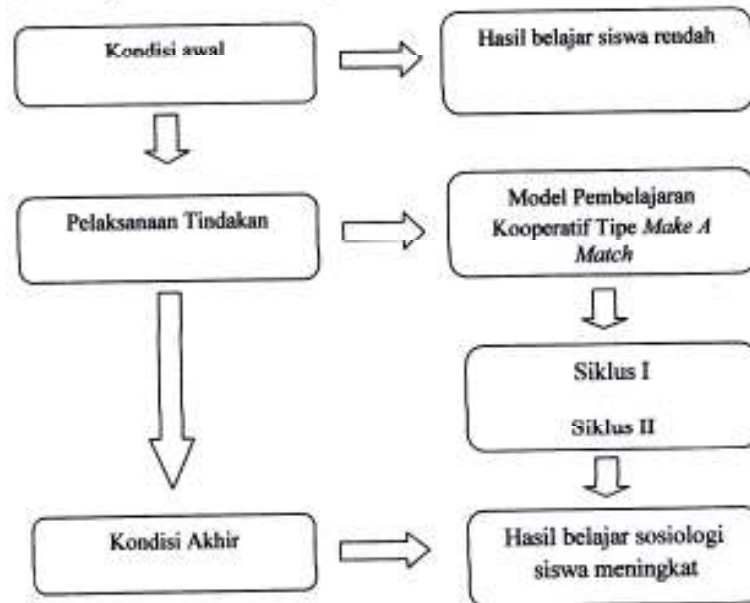 Kondisi awal
Hasil belajar siswa rendah
Pelaksanaan Tindakan
Model Pembelajaran
Kooperatif Tipe Make A
Match
Siklus I
Siklus II
Kondisi Akhir
Hasil belajar sosiologi
siswa meningkat